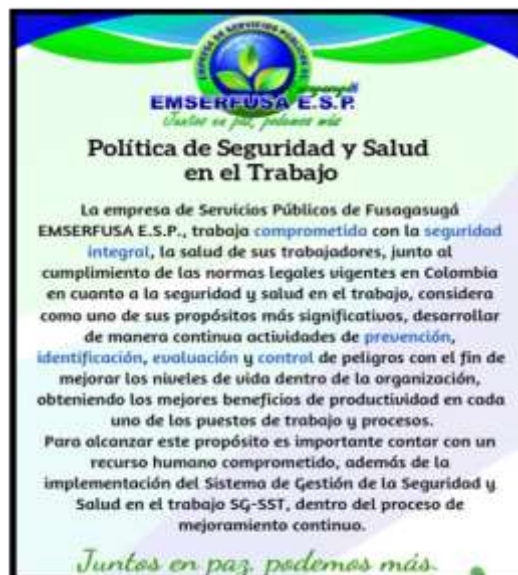 EMPRESA DE SERVICIOS PÚBLICOS DE
EMSERFUSA E.S.P.
Juntos en paz, podemos más
Política de Seguridad y Salud
en el Trabajo
La empresa de Servicios Públicos de Fusagasugá
EMSERFUSA E.S.P., trabaja comprometida con la seguridad
integral, la salud de sus trabajadores, junto al
cumplimiento de las normas legales vigentes en Colombia
en cuanto a la seguridad y salud en el trabajo, considera
como uno de sus propósitos más significativos, desarrollar
de manera continua actividades de prevención,
identificación, evaluación y control de peligros con el fin de
mejorar los niveles de vida dentro de la organización,
obteniendo los mejores beneficios de productividad en cada
uno de los puestos de trabajo y procesos.
Para alcanzar este propósito es importante contar con un
recurso humano comprometido, además de la
implementación del Sistema de Gestión de la Seguridad y
Salud en el trabajo SG-SST, dentro del proceso de
mejoramiento continuo.
Juntos en paz, podemos más.